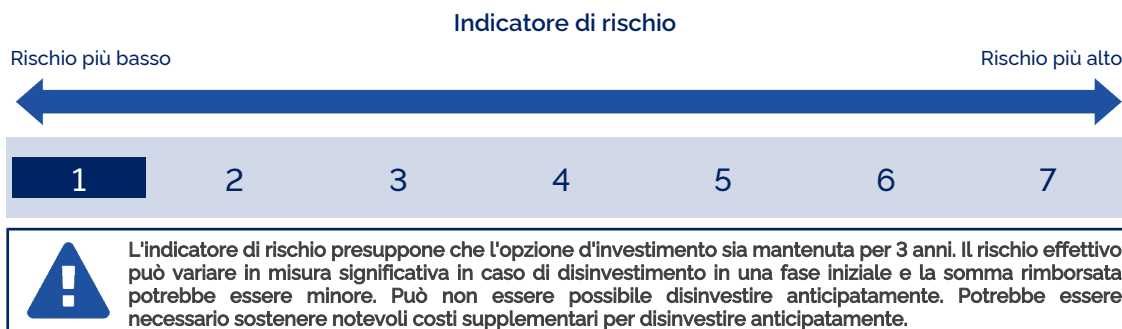 Indicatore di rischio
Rischio più basso Rischio più alto
1 2 3 4 5 6 7
L'indicatore di rischio presuppone che l'opzione d'investimento sia mantenuta per 3 anni. Il rischio effettivo
può variare in misura significativa in caso di disinvestimento in una fase iniziale e la somma rimborsata
potrebbe essere minore. Può non essere possibile disinvestire anticipatamente. Potrebbe essere
necessario sostenere notevoli costi supplementari per disinvestire anticipatamente.